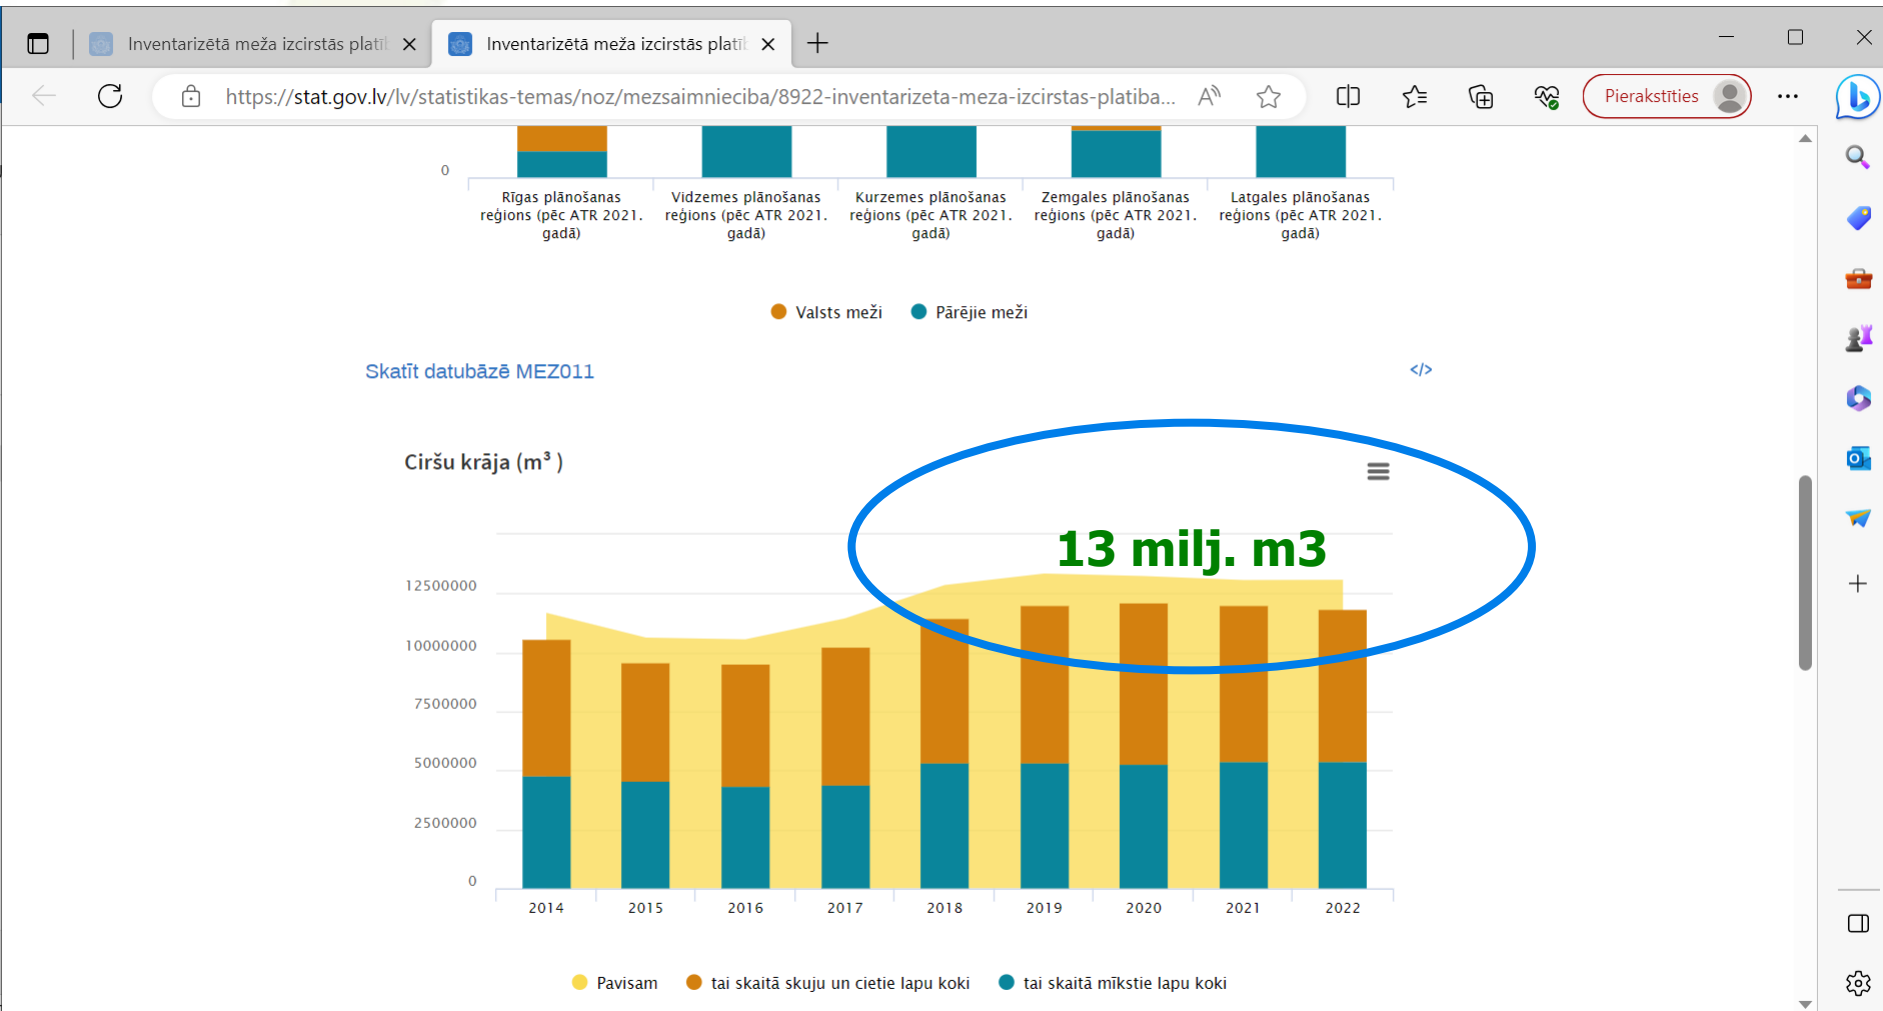 Inventarizētā meža izcirstās platīb
Inventarizētā meža izcirstās platīb
https://stat.gov.lv/lv/statistikas-temas/noz/mezsaimnieciba/8922-inventarizeta-meza-izcirstas-platiba...
Pierakstīties
0
Rīgas plānošanas
reģions (pēc ATR 2021.
gadā)
Vidzemes plānošanas
reģions (pēc ATR 2021.
gadā)
Kurzemes plānošanas
reģions (pēc ATR 2021.
gadā)
Zemgales plānošanas
reģions (pēc ATR 2021.
gadā)
Latgales plānošanas
reģions (pēc ATR 2021.
gadā)
Valsts meži Pārējie meži
Skatīt datubāzē MEZ011
</>
Ciršu krāja (m³ )
13 milj. m3
12500000
10000000
7500000
5000000
2500000
0
2014 2015 2016 2017 2018 2019 2020 2021 2022
Pavisam tai skaitā skuju un cietie lapu koki tai skaitā mīkstie lapu koki